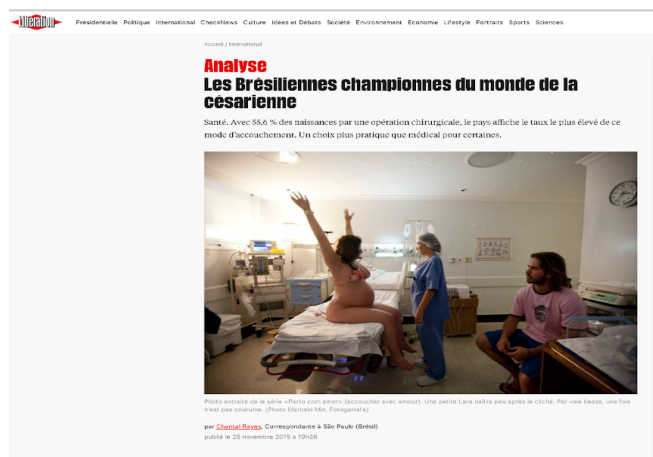 Libération
Présidentielle Politique International CheckNews Culture Idées et Débats Société Environnement Economie Lifestyle Portraits Sports Sciences
Accueil / International
Analyse
Les Brésiliennes championnes du monde de la
césarienne
Santé. Avec 55,6 % des naissances par une opération chirurgicale, le pays affiche le taux le plus élevé de ce
mode d'accouchement. Un choix plus pratique que médical pour certaines.
Photo extraite de la série «Parto com amor» (accoucher avec amour). Une petite Lara naîtra peu après le cliché. Par voie basse, une fois
n'est pas coutume. (Photo Marcelo Min. Fotogarrafa)
par Chantal Rayes, Correspondante à São Paulo (Brésil)
publié le 25 novembre 2015 à 19h26